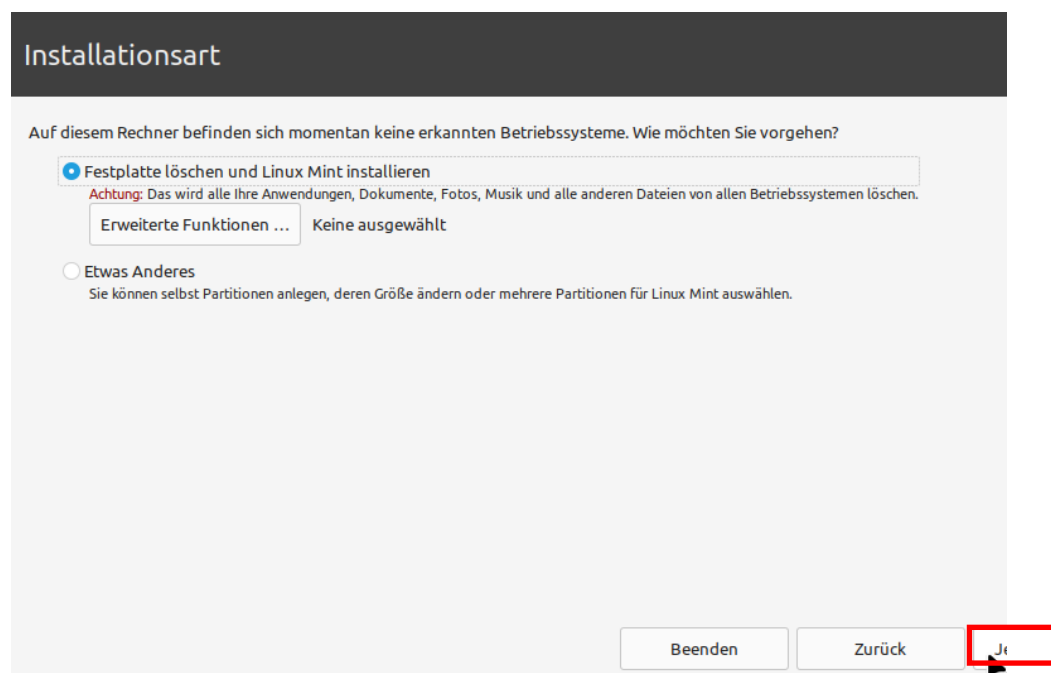 Installationsart
Auf diesem Rechner befinden sich momentan keine erkannten Betriebssysteme. Wie möchten Sie vorgehen?
Festplatte löschen und Linux Mint installieren
Achtung: Das wird alle Ihre Anwendungen, Dokumente, Fotos, Musik und alle anderen Dateien von allen Betriebssystemen löschen.
Erweiterte Funktionen ... Keine ausgewählt
Etwas Anderes
Sie können selbst Partitionen anlegen, deren Größe ändern oder mehrere Partitionen für Linux Mint auswählen.
Beenden Zurück